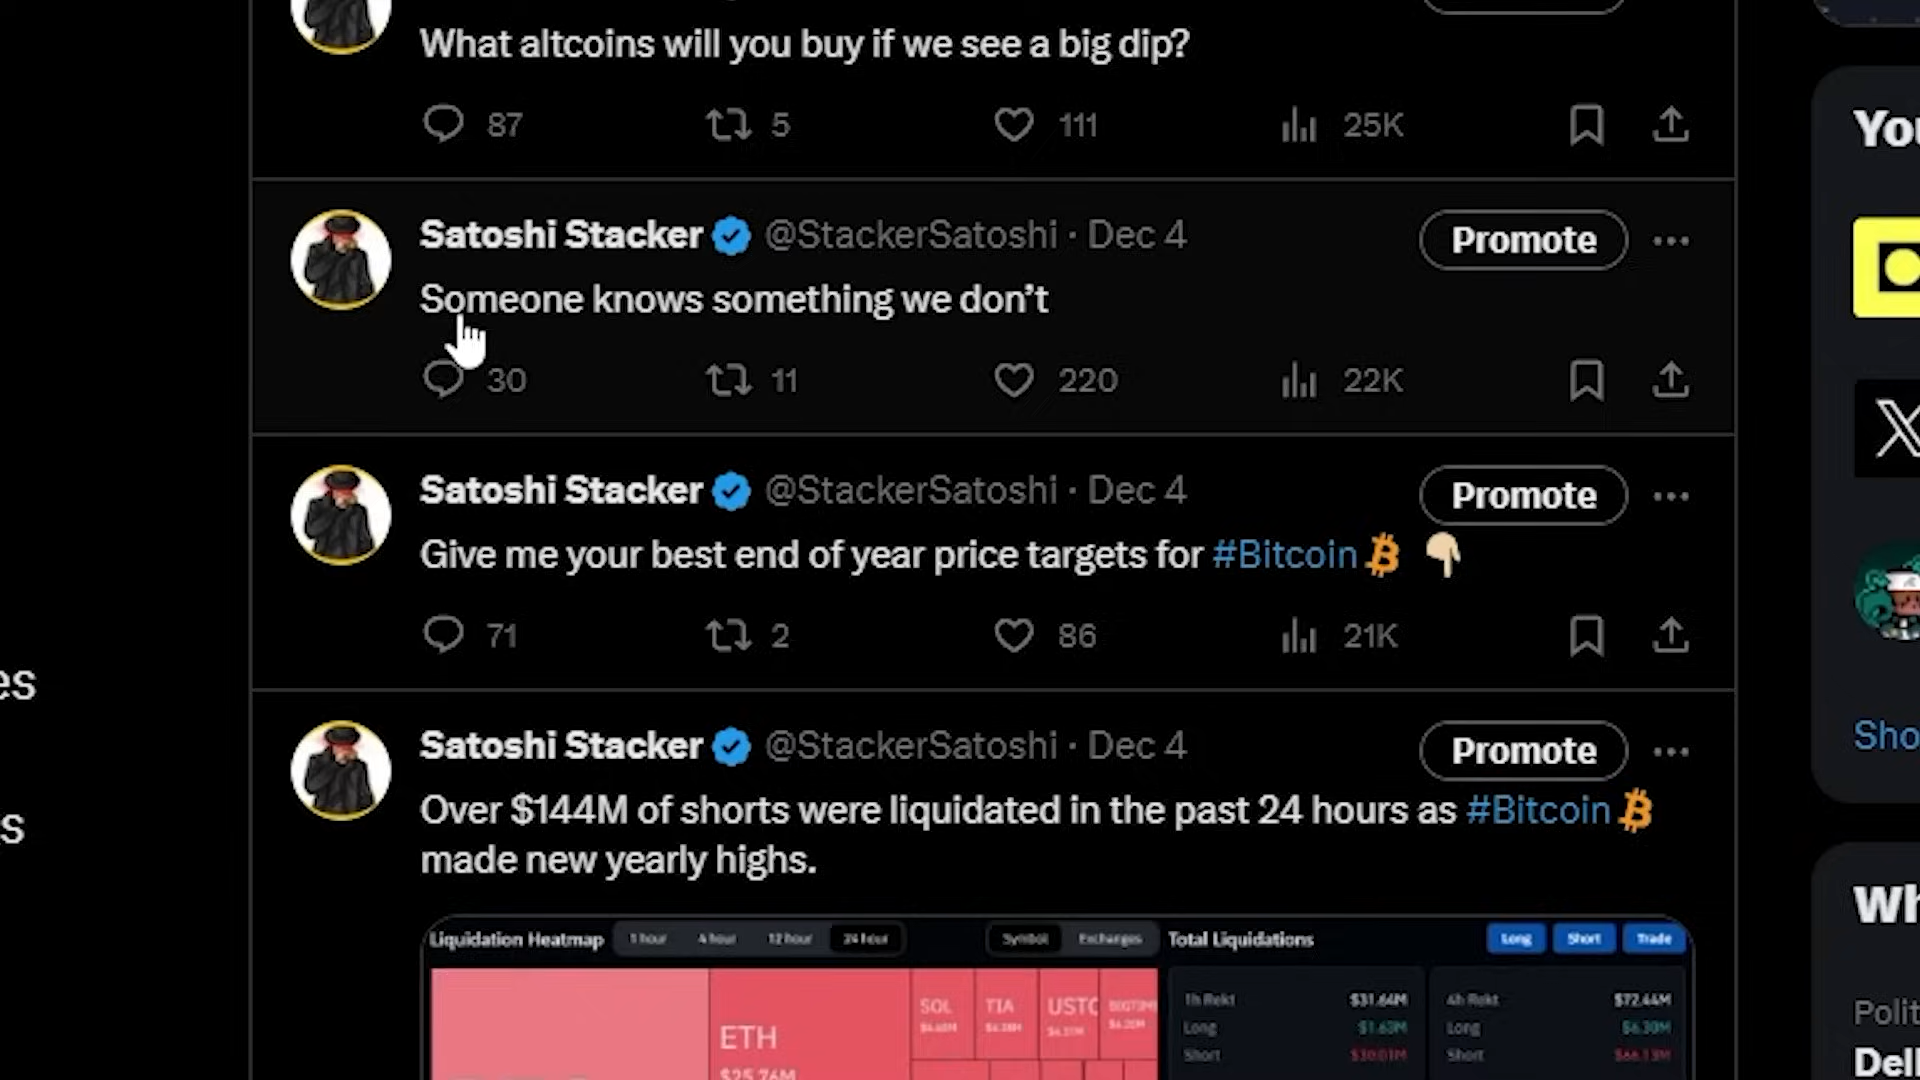 What altcoins will you buy if we see a big dip?
87 5 111 25K
Satoshi Stacker @StackerSatoshi · Dec 4 Promote
Someone knows something we don't
30 11 220 22K
Satoshi Stacker @StackerSatoshi · Dec 4 Promote
Give me your best end of year price targets for #Bitcoin
71 2 86 21K
Satoshi Stacker @StackerSatoshi · Dec 4 Promote
Over $144M of shorts were liquidated in the past 24 hours as #Bitcoin
made new yearly highs.
Liquidation Heatmap 1 hour 4 hour 12 hour 24 hour Symbol Exchanges Total Liquidations Long Short Trade
SOL TIA USTC
ETH
$25.76M
1h Rekt $31.64M 4h Rekt $72.44M
Long $1.63M Long $6.30M
Short $30.01M Short $66.13M
es
s
You
Sho
Wh
Polit
Dell